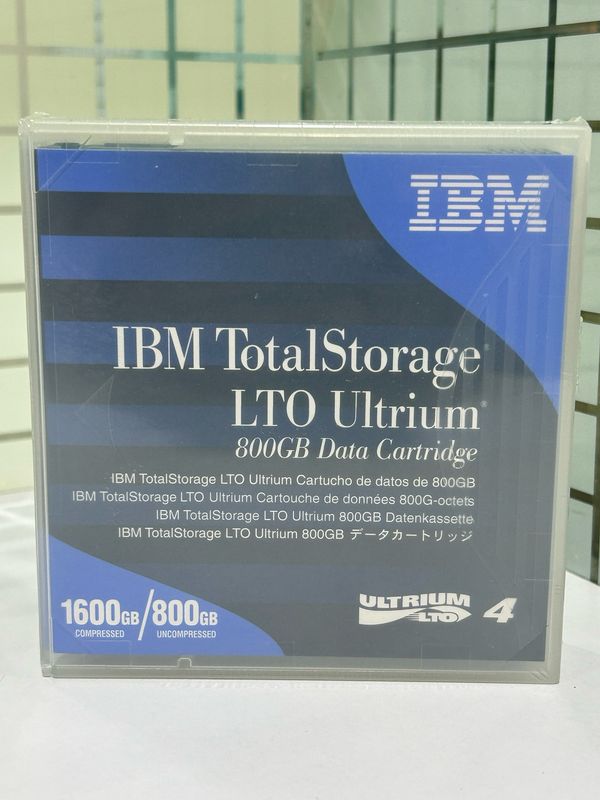 IBM
IBM TotalStorage®
LTO Ultrium®
800GB Data Cartridge
IBM TotalStorage LTO Ultrium Cartucho de datos de 800GB
IBM TotalStorage LTO Ultrium Cartouche de données 800G-octets
IBM TotalStorage LTO Ultrium 800GB Datenkassette
IBM TotalStorage LTO Ultrium 800GB データカートリッジ
1600GB/800GB
COMPRESSED UNCOMPRESSED
ULTRIUM
LTO 4